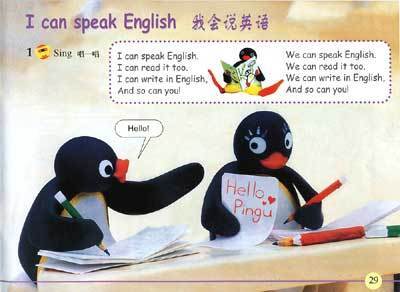 I can speak English 我会说英语
1 Sing 唱一唱
I can speak English.
I can read it too.
I can write in English,
And so can you!
We can speak English.
We can read it too.
We can write in English,
And so can you!
Hello!
Hello,
Pingu
29